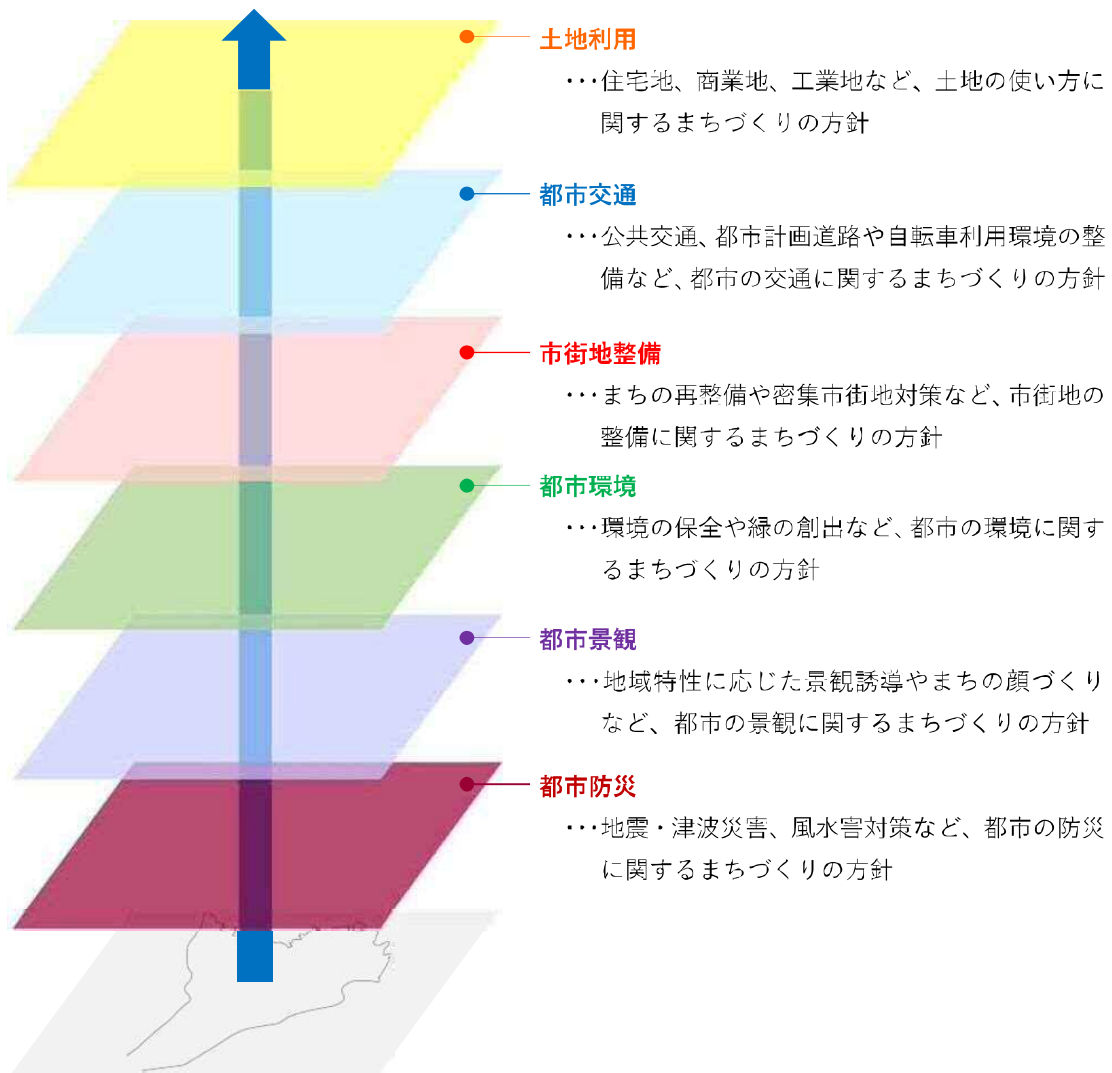 土地利用
･･･住宅地、商業地、工業地など、土地の使い方に
関するまちづくりの方針
都市交通
･･･公共交通、都市計画道路や自転車利用環境の整
備など、都市の交通に関するまちづくりの方針
市街地整備
･･･まちの再整備や密集市街地対策など、市街地の
整備に関するまちづくりの方針
都市環境
･･･環境の保全や緑の創出など、都市の環境に関す
るまちづくりの方針
都市景観
･･･地域特性に応じた景観誘導やまちの顔づくり
など、都市の景観に関するまちづくりの方針
都市防災
･･･地震・津波災害、風水害対策など、都市の防災
に関するまちづくりの方針